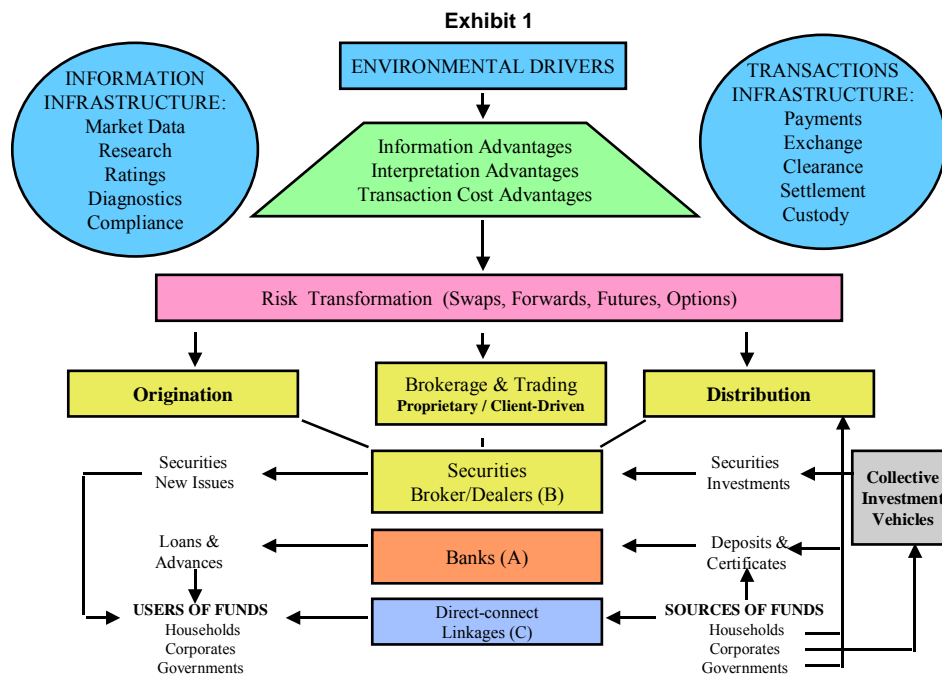 Exhibit 1
INFORMATION
INFRASTRUCTURE:
Market Data
Research
Ratings
Diagnostics
Compliance
ENVIRONMENTAL DRIVERS
TRANSACTIONS
INFRASTRUCTURE:
Payments
Exchange
Clearance
Settlement
Custody
Information Advantages
Interpretation Advantages
Transaction Cost Advantages
Risk Transformation (Swaps, Forwards, Futures, Options)
Origination
Brokerage & Trading
Proprietary / Client-Driven
Distribution
Securities
New Issues
Securities
Broker/Dealers (B)
Securities
Investments
Collective
Investment
Vehicles
Loans &
Advances
Banks (A)
Deposits &
Certificates
USERS OF FUNDS
Households
Corporates
Governments
Direct-connect
Linkages (C)
SOURCES OF FUNDS
Households
Corporates
Governments